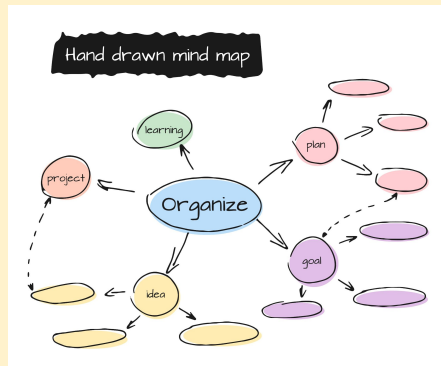 Hand drawn mind map
learning
plan
project
Organize
goal
idea